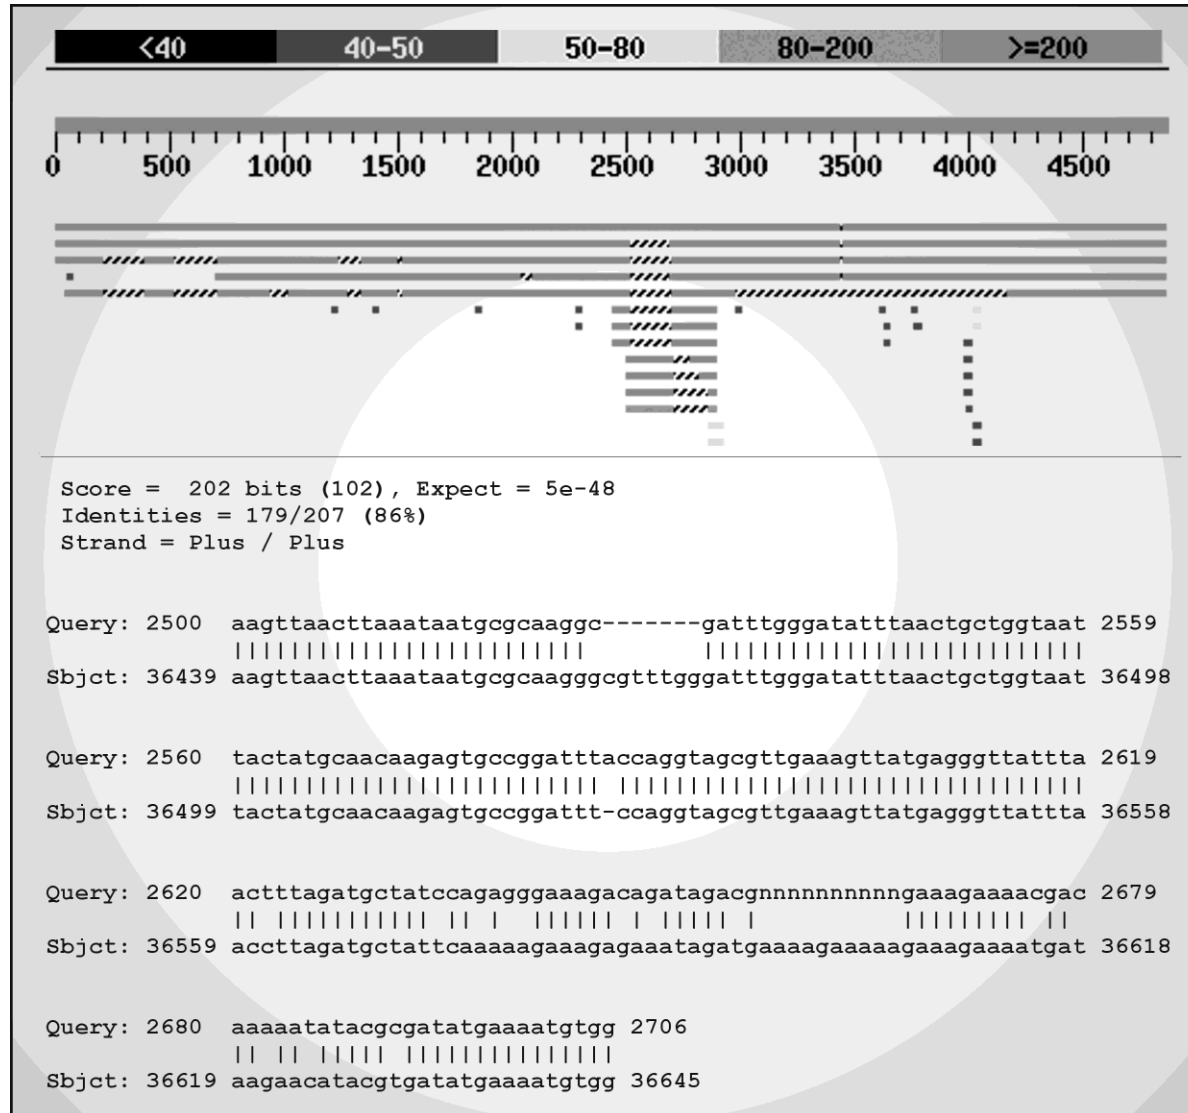 <40 40-50 50-80 80-200 >=200
0 500 1000 1500 2000 2500 3000 3500 4000 4500
Score =  202 bits (102), Expect = 5e-48
Identities = 179/207 (86%)
Strand = Plus / Plus
Query: 2500  aagttaacttaaataatgcgcaaggc-------gatttgggatatttaactgctggtaat 2559
||||||||||||||||||||||||| |||||||||||||||||||||||||||
Sbjct: 36439 aagttaacttaaataatgcgcaagggcgtttgggatttgggatatttaactgctggtaat 36498
Query: 2560  tactatgcaacaagagtgccggatttaccaggtagcgttgaaagttatgagggttattta 2619
|||||||||||||||||||||||||| |||||||||||||||||||||||||||||||||
Sbjct: 36499 tactatgcaacaagagtgccggattt-ccaggtagcgttgaaagttatgagggttattta 36558
Query: 2620  actttagatgctatccagagggaaagacagatagacgnnnnnnnnnngaaagaaaacgac 2679
|| ||||||||||| || | |||||| | ||||| | ||||||||| ||
Sbjct: 36559 accttagatgctattcaaaaagaaagagaaatagatgaaaagaaaaagaaagaaaatgat 36618
Query: 2680  aaaaatatacgcgatatgaaaatgtgg 2706
|| || ||||| |||||||||||||||
Sbjct: 36619 aagaacatacgtgatatgaaaatgtgg 36645